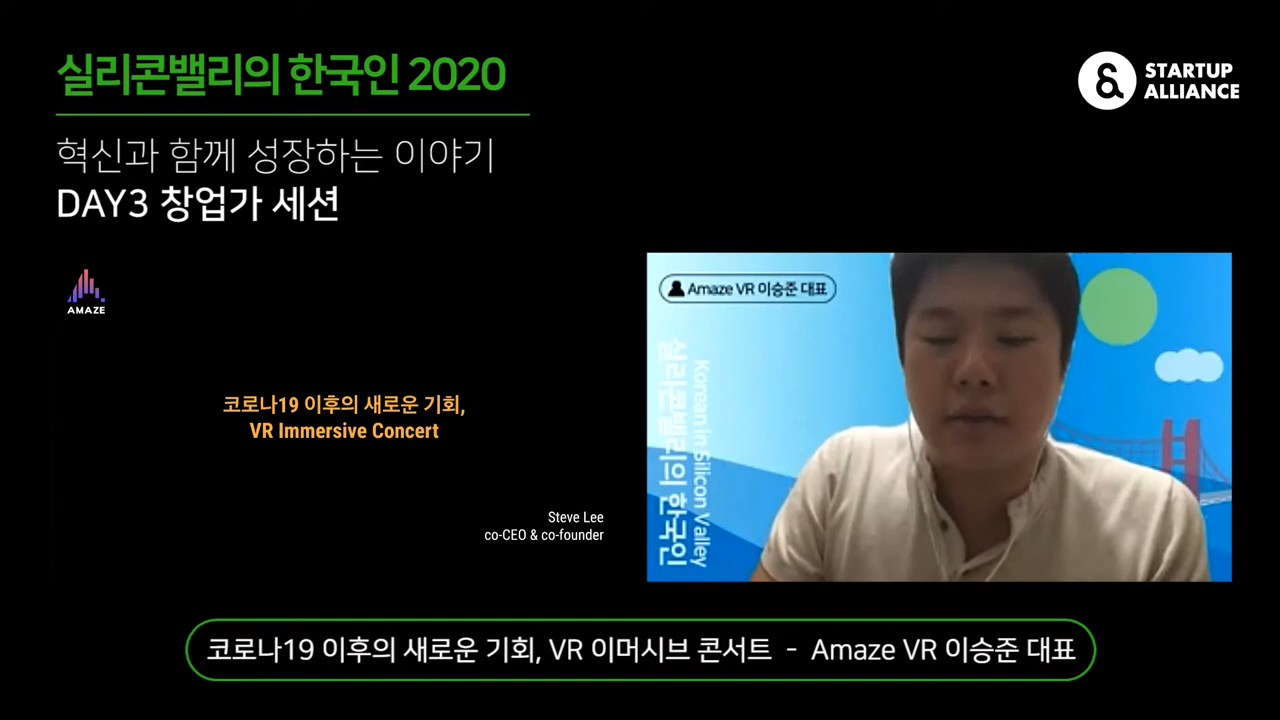 실리콘밸리의 한국인 2020
STARTUP
ALLIANCE
혁신과 함께 성장하는 이야기
DAY3 창업가 세션
AMAZE
코로나19 이후의 새로운 기회,
VR Immersive Concert
Steve Lee
co-CEO & co-founder
Amaze VR 이승준 대표
Korean in Silicon Valley
실리콘밸리의 한국인
코로나19 이후의 새로운 기회, VR 이머시브 콘서트 - Amaze VR 이승준 대표